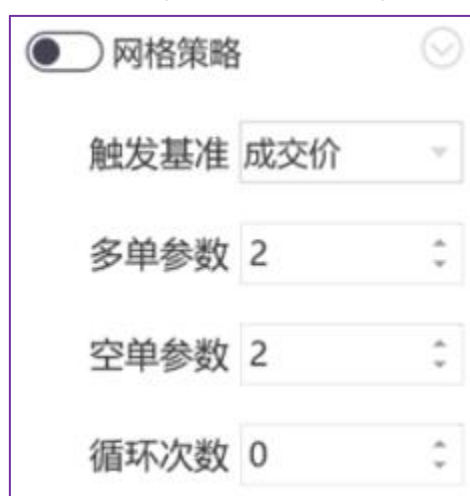 网格策略
触发基准 成交价
多单参数 2
空单参数 2
循环次数 0